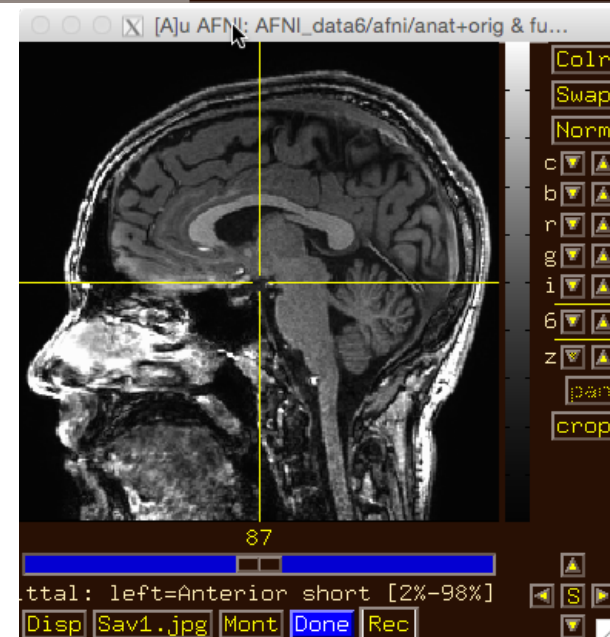 X [A]u AFNI: AFNI_data6/afni/anat+orig & fu...
Colr
Swap
Norm
c
b
r
g
i
6
z
pan
crop
87
ttal: left=Anterior short [2%-98%]
S
Disp Sav1.jpg Mont Done Rec